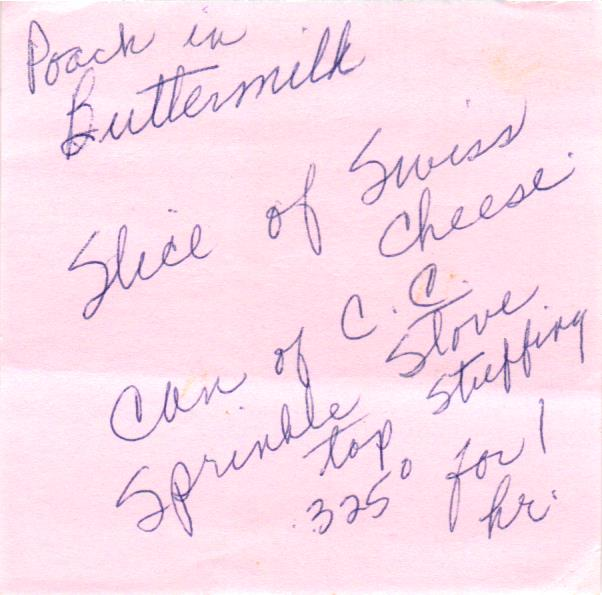 Poach in
Buttermilk
Slice of Swiss
cheese.
Can of C.C.
Sprinkle Stove
top Stuffing
325° for 1
hr.